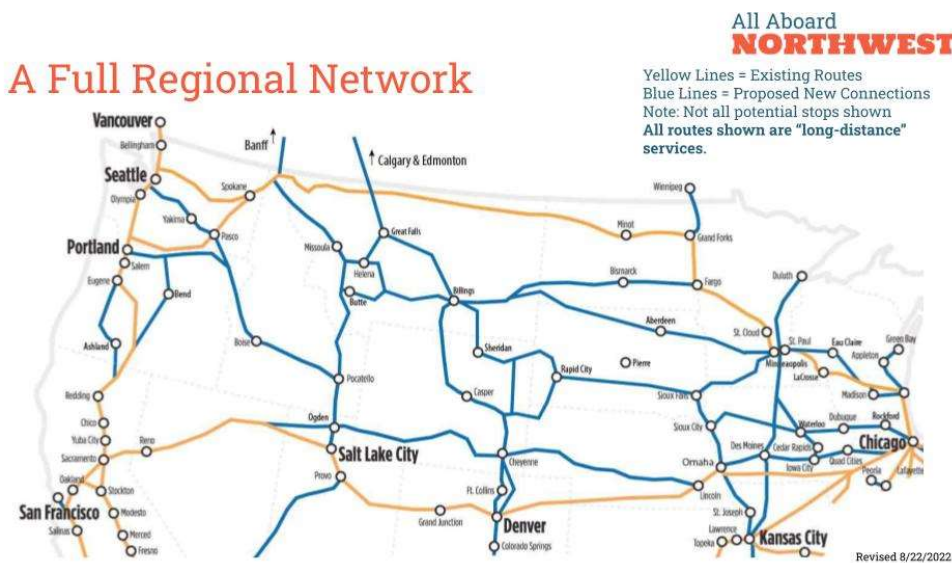 All Aboard
NORTHWEST
A Full Regional Network
Yellow Lines = Existing Routes
Blue Lines = Proposed New Connections
Note: Not all potential stops shown
All routes shown are “long-distance”
services.
Vancouver
Bellingham
Banff
Calgary & Edmonton
Seattle
Spokane
Olympia
Winnipeg
Yakima
Pasco
Missoula
Great Falls
Minot
Grand Forks
Portland
Salem
Helena
Bismarck
Fargo
Duluth
Eugene
Bend
Butte
Billings
Aberdeen
St. Cloud
St. Paul
Eau Claire
Green Bay
Ashland
Boise
Sheridan
Pierre
Minneapolis
Appleton
LaCrosse
Pocatello
Rapid City
Madison
Redding
Casper
Sioux Falls
Chico
Ogden
Sioux City
Waterloo
Dubuque
Rockford
Yuba City
Reno
Des Moines
Cedar Rapids
Chicago
Sacramento
Salt Lake City
Cheyenne
Omaha
Iowa City
Quad Cities
Oakland
Provo
Peoria
Lafayette
Stockton
Ft. Collins
Lincoln
San Francisco
Modesto
Grand Junction
Denver
St. Joseph
Salinas
Merced
Lawrence
Kansas City
Fresno
Colorado Springs
Topeka
Revised 8/22/2022